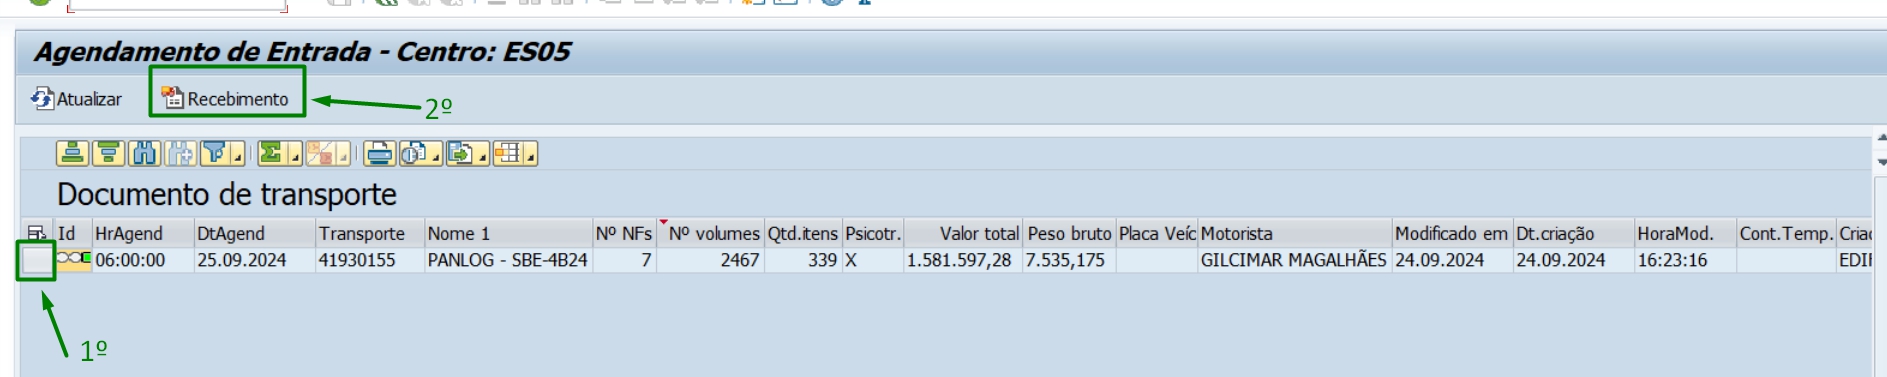 Agendamento de Entrada - Centro: ES05
Atualizar Recebimento
2º
Documento de transporte
Id HrAgend DtAgend Transporte Nome 1 Nº NFs Nº volumes Qtd.itens Psicotr. Valor total Peso bruto Placa Veíc Motorista Modificado em Dt.criação HoraMod. Cont.Temp. Criad
06:00:00 25.09.2024 41930155 PANLOG - SBE-4B24 7 2467 339 X 1.581.597,28 7.535,175 GILCIMAR MAGALHÃES 24.09.2024 24.09.2024 16:23:16 EDI
1º